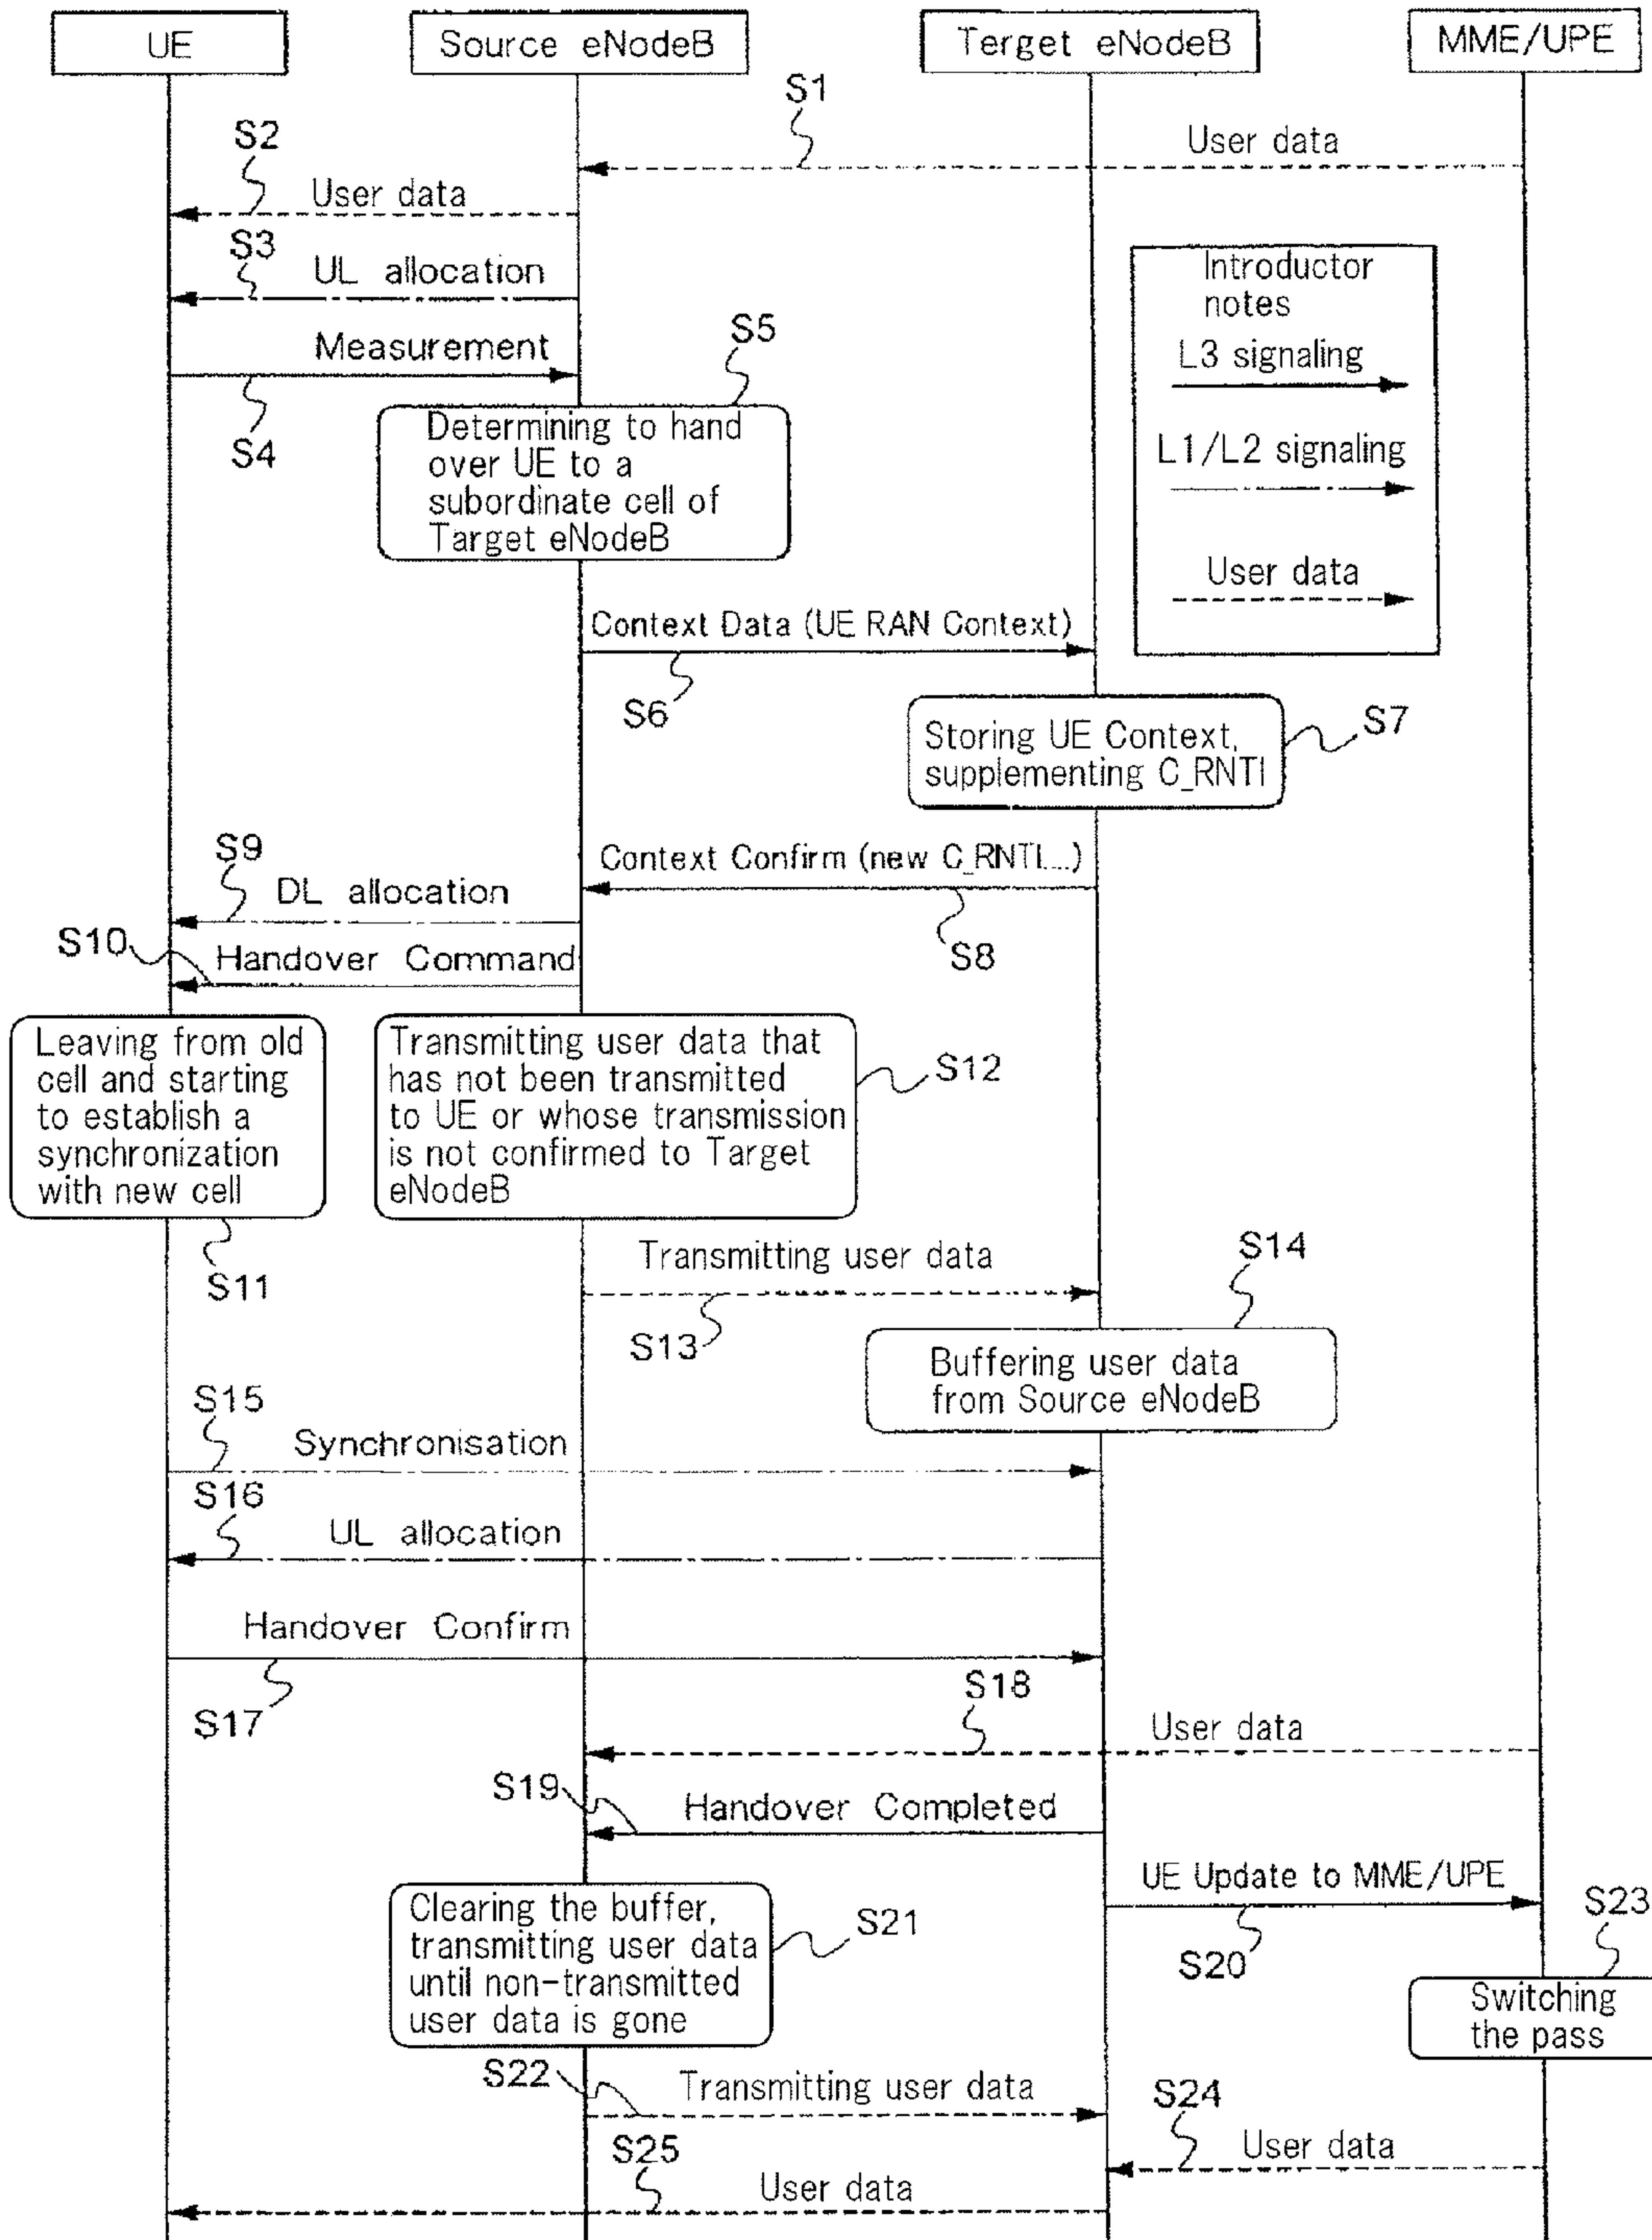 UE
Source eNodeB
Terget eNodeB
MME/UPE
S1
User data
S2
User data
S3
UL allocation
Introductor
notes
L3 signaling
L1/L2 signaling
User data
Measurement
S4
S5
Determining to hand
over UE to a
subordinate cell of
Target eNodeB
Context Data (UE RAN Context)
S6
Storing UE Context,
supplementing C_RNTI
S7
Context Confirm (new C_RNTI...)
S8
S9
DL allocation
S10
Handover Command
Leaving from old
cell and starting
to establish a
synchronization
with new cell
S11
Transmitting user data that
has not been transmitted
to UE or whose transmission
is not confirmed to Target
eNodeB
S12
Transmitting user data
S13
S14
Buffering user data
from Source eNodeB
S15
Synchronisation
S16
UL allocation
Handover Confirm
S17
S18
User data
S19
Handover Completed
UE Update to MME/UPE
S20
Clearing the buffer,
transmitting user data
until non-transmitted
user data is gone
S21
S23
Switching
the pass
S22
Transmitting user data
S24
User data
S25
User data